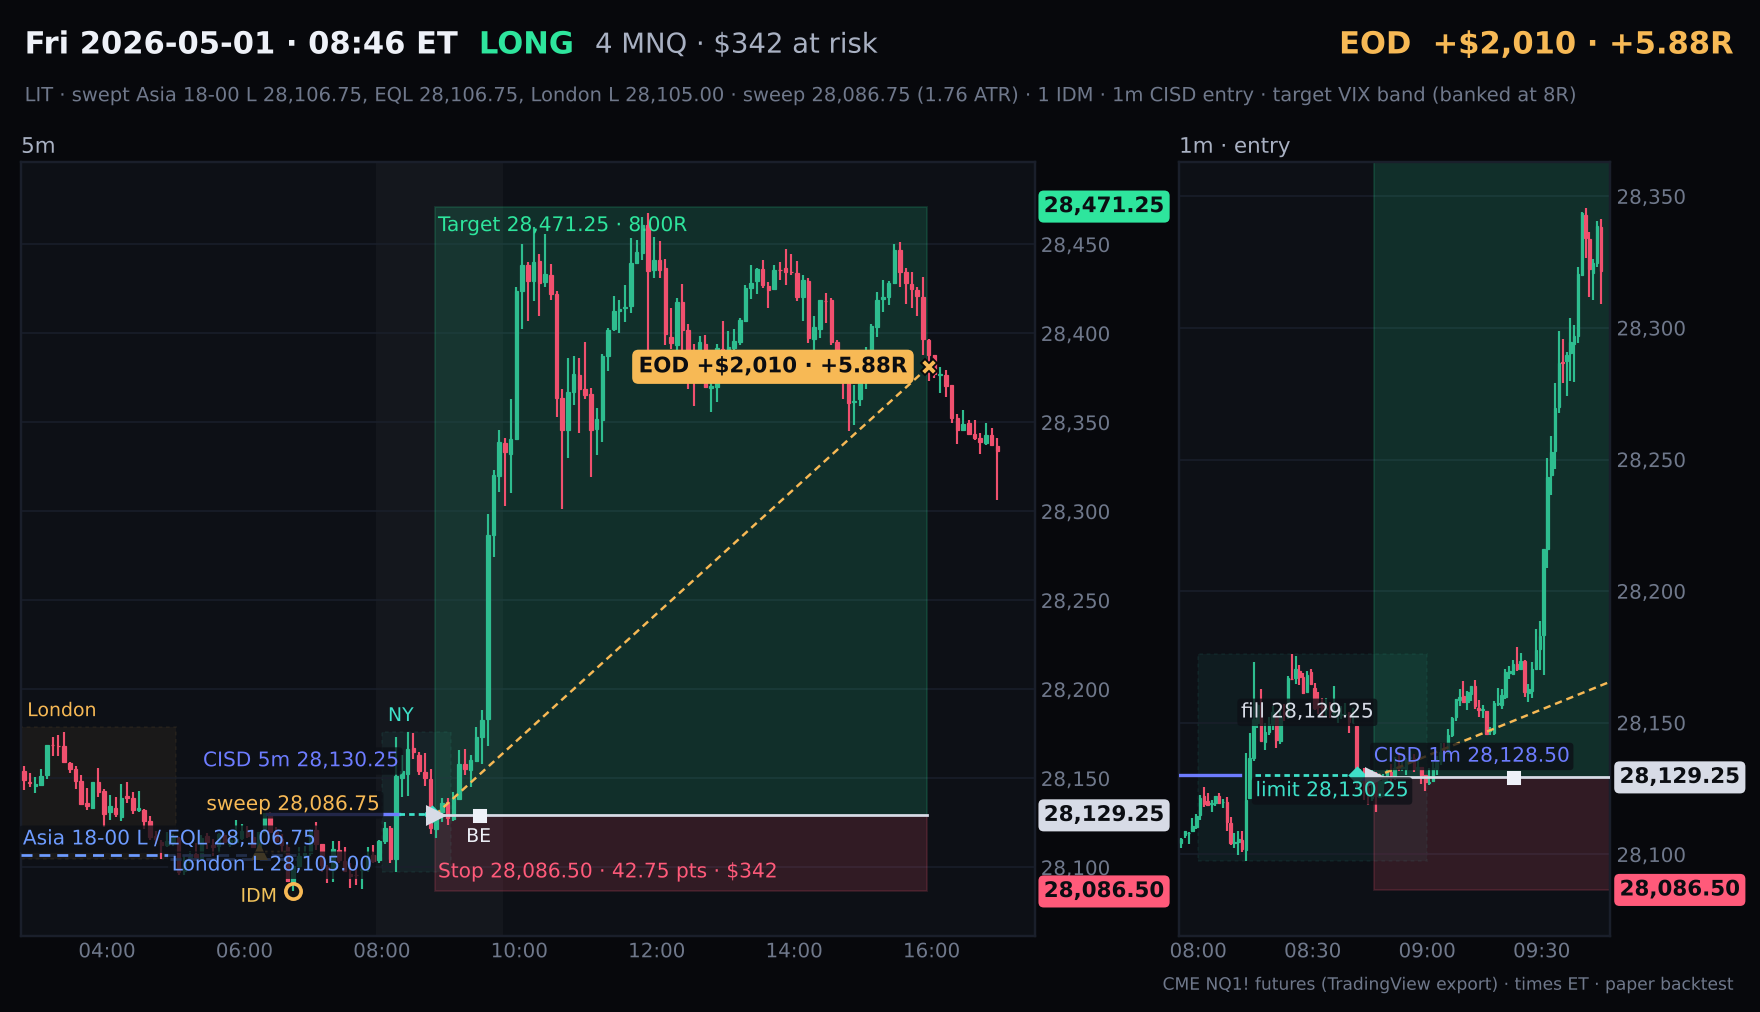 Fri 2026-05-01 · 08:46 ET LONG 4 MNQ · $342 at risk
EOD +$2,010 · +5.88R
LIT · swept Asia 18-00 L 28,106.75, EQL 28,106.75, London L 28,105.00 · sweep 28,086.75 (1.76 ATR) · 1 IDM · 1m CISD entry · target VIX band (banked at 8R)
5m
Target 28,471.25 · 8.00R
EOD +$2,010 · +5.88R
London
NY
CISD 5m 28,130.25
sweep 28,086.75
Asia 18-00 L / EQL 28,106.75
London L 28,105.00
IDM
BE
Stop 28,086.50 · 42.75 pts · $342
28,471.25
28,450
28,400
28,350
28,300
28,250
28,200
28,150
28,129.25
28,100
28,086.50
04:00 06:00 08:00 10:00 12:00 14:00 16:00
1m · entry
fill 28,129.25
CISD 1m 28,128.50
limit 28,130.25
28,350
28,300
28,250
28,200
28,150
28,129.25
28,100
28,086.50
08:00 08:30 09:00 09:30
CME NQ1! futures (TradingView export) · times ET · paper backtest